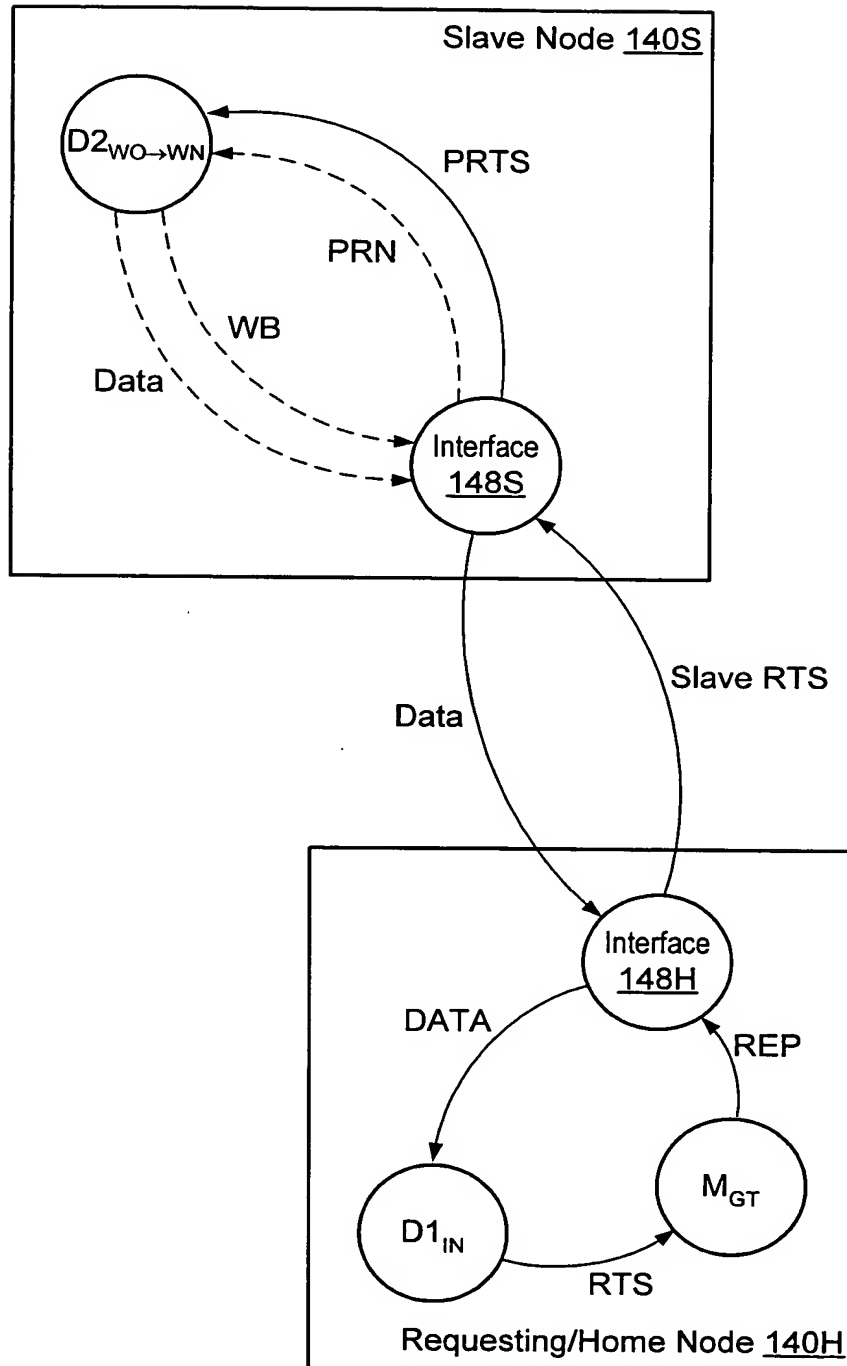 Slave Node 140S
D2WO→WN
PRTS
PRN
WB
Data
Interface
148S
Slave RTS
Data
Interface
148H
DATA
REP
MGT
D1IN
RTS
Requesting/Home Node 140H